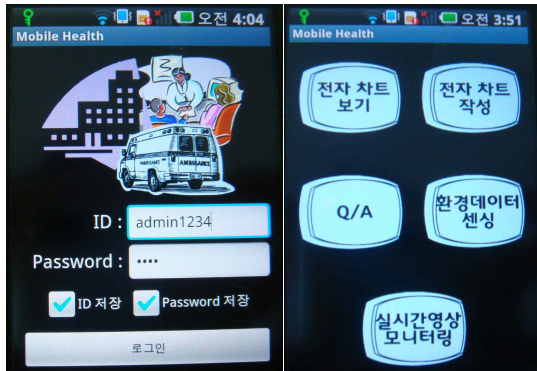 오전 4:04
Mobile Health
AMBULANCE
ID : admin1234
Password : ••••
ID 저장 Password 저장
로그인
오전 3:51
Mobile Health
전자 차트
보기
전자 차트
작성
Q/A
환경데이터
센싱
실시간영상
모니터링